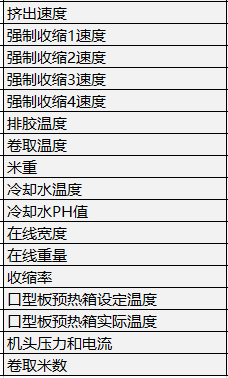 挤出速度
强制收缩1速度
强制收缩2速度
强制收缩3速度
强制收缩4速度
排胶温度
卷取温度
米重
冷却水温度
冷却水PH值
在线宽度
在线重量
收缩率
口型板预热箱设定温度
口型板预热箱实际温度
机头压力和电流
卷取米数